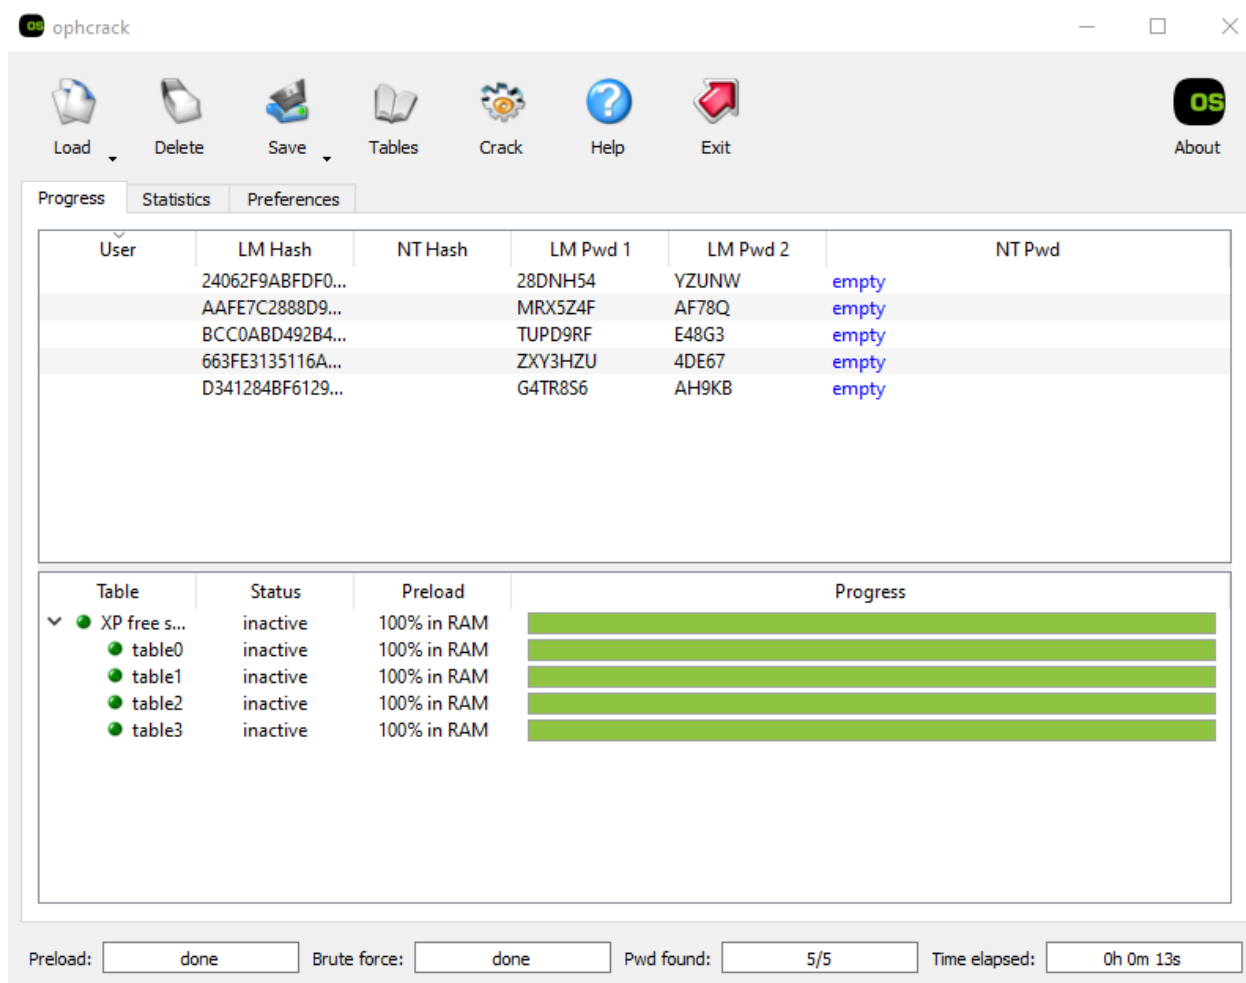 os ophcrack
Load Delete Save Tables Crack Help Exit os About
Progress Statistics Preferences
User LM Hash NT Hash LM Pwd 1 LM Pwd 2 NT Pwd
24062F9ABFDF0... 28DNH54 YZUNW empty
AAFE7C2888D9... MRX5Z4F AF78Q empty
BCC0ABD492B4... TUPD9RF E48G3 empty
663FE3135116A... ZXY3HZU 4DE67 empty
D341284BF6129... G4TR8S6 AH9KB empty
Table Status Preload Progress
XP free s... inactive 100% in RAM
table0 inactive 100% in RAM
table1 inactive 100% in RAM
table2 inactive 100% in RAM
table3 inactive 100% in RAM
Preload: done Brute force: done Pwd found: 5/5 Time elapsed: 0h 0m 13s